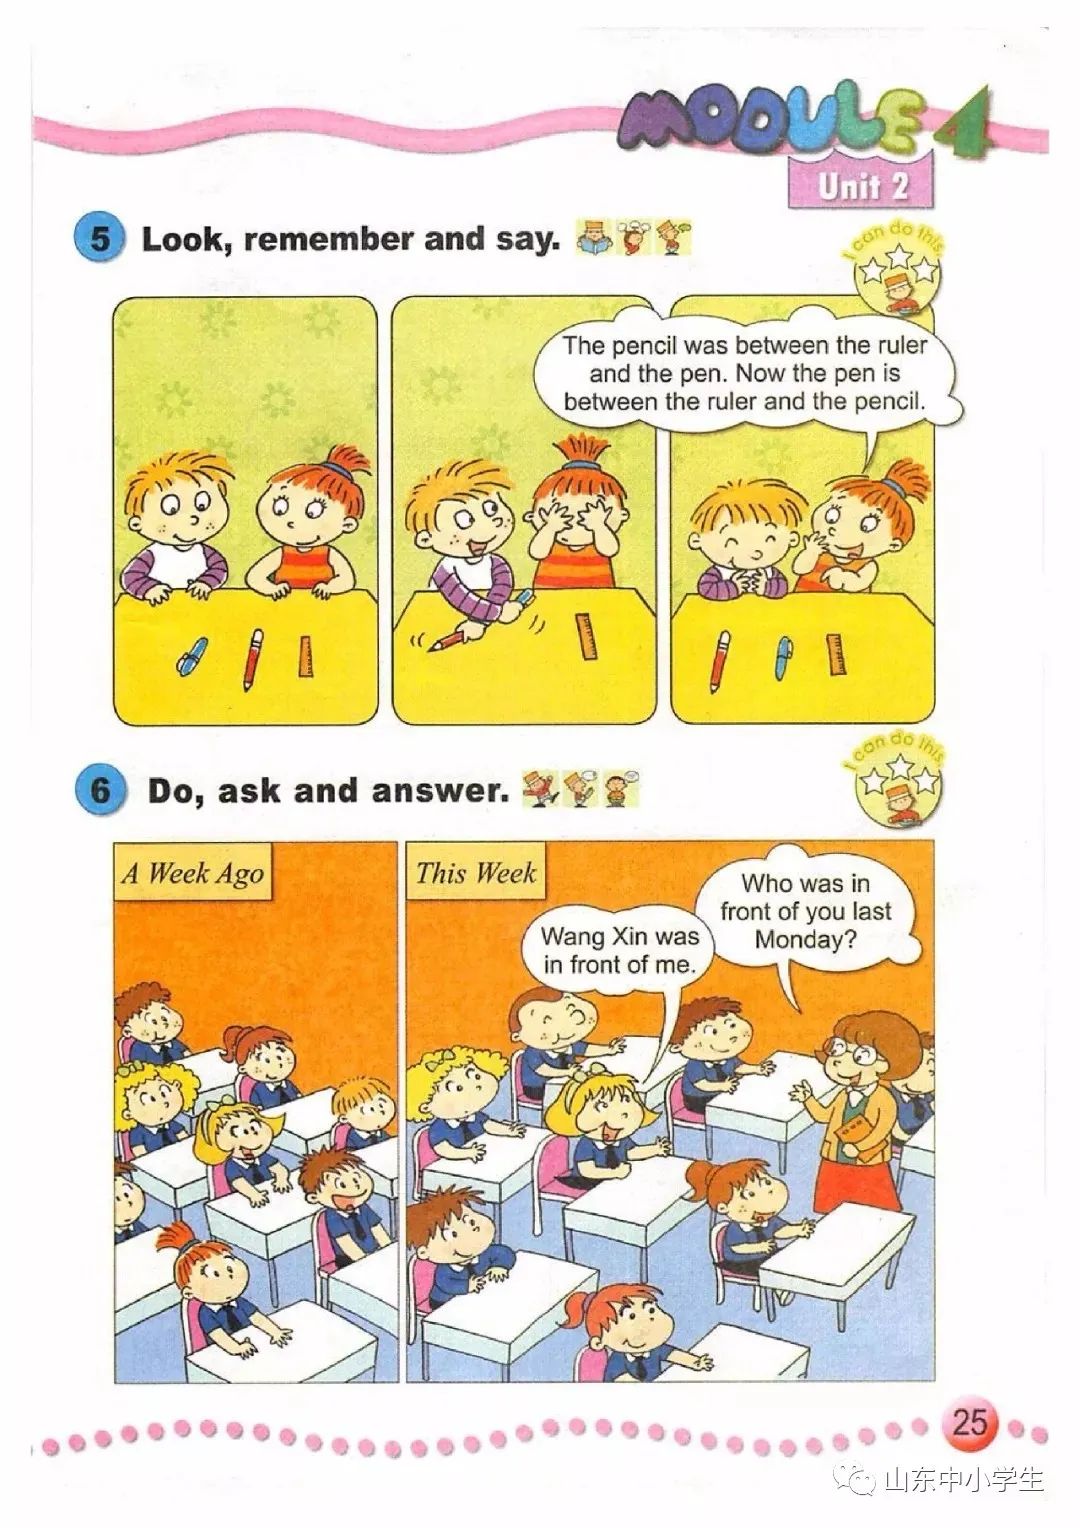 MODULE 4
Unit 2
5 Look, remember and say.
I can do this.
The pencil was between the ruler
and the pen. Now the pen is
between the ruler and the pencil.
6 Do, ask and answer.
I can do this.
A Week Ago
This Week
Who was in
front of you last
Monday?
Wang Xin was
in front of me.
25
山东中小学生